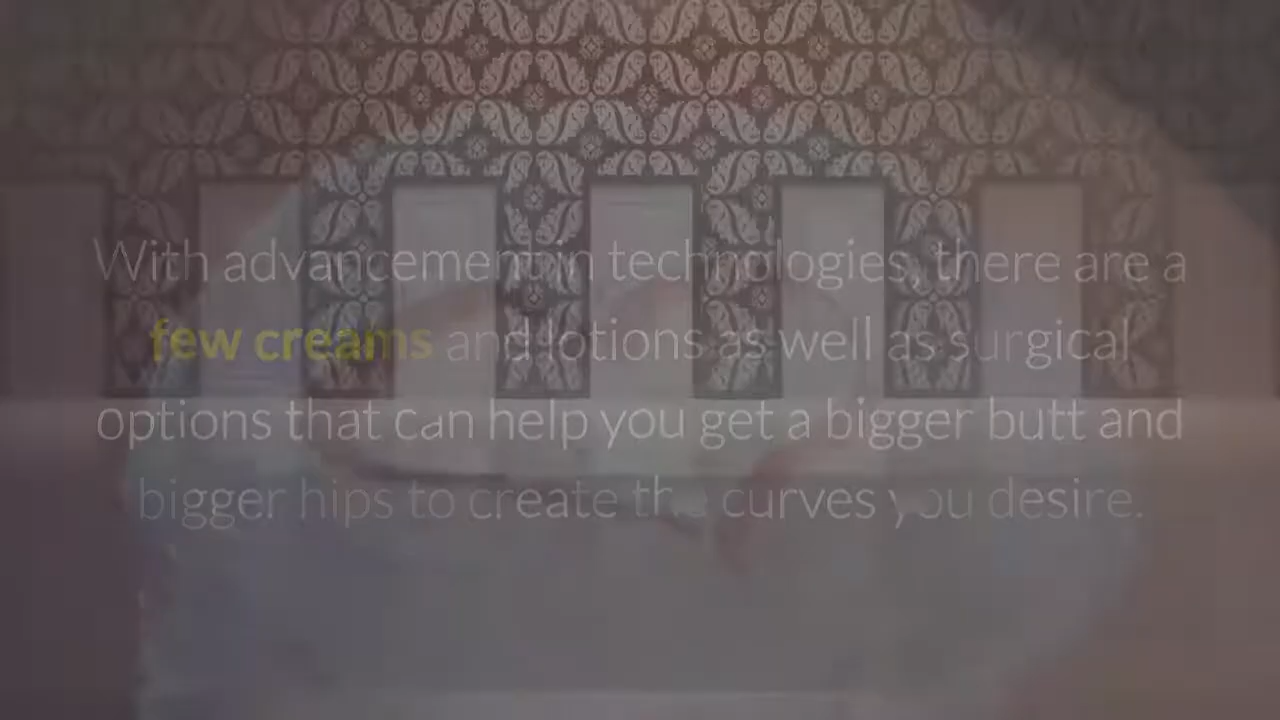 With advancement in technologies, there are a
few creams and lotions as well as surgical
options that can help you get a bigger butt and
bigger hips to create the curves you desire.